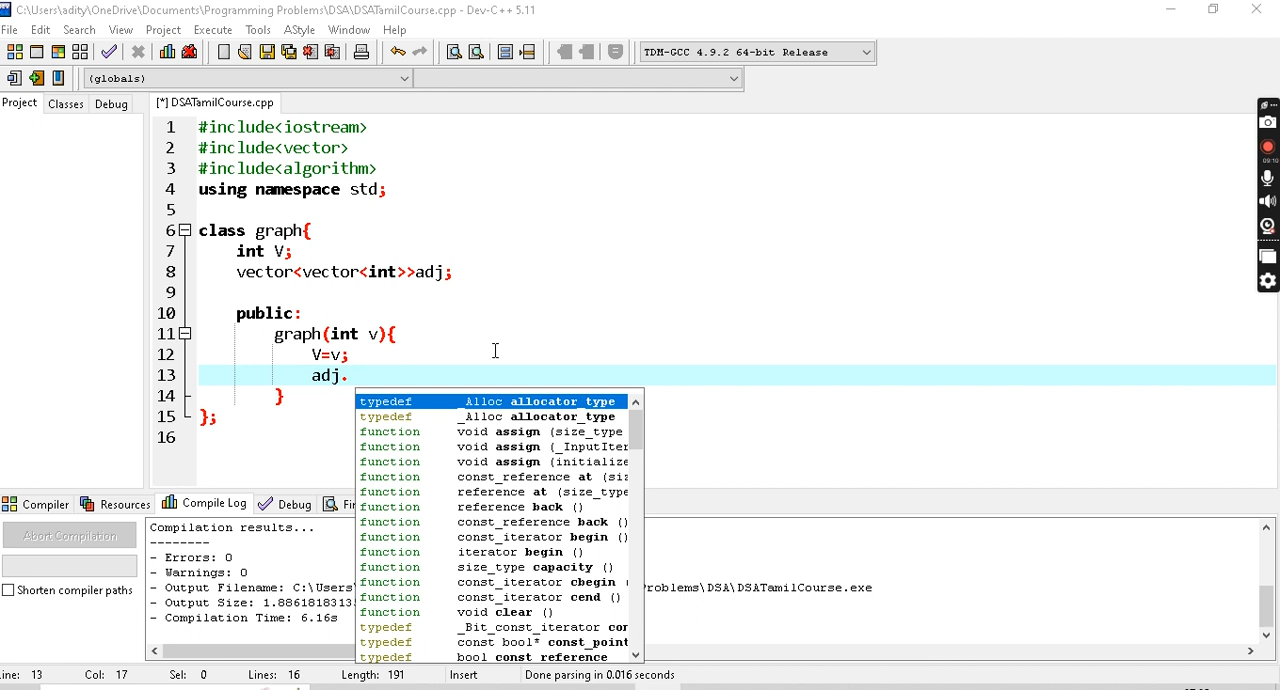 C:\Users\adity\OneDrive\Documents\Programming Problems\DSA\DSATamilCourse.cpp - Dev-C++ 5.11
File Edit Search View Project Execute Tools AStyle Window Help
TDM-GCC 4.9.2 64-bit Release
(globals)
Project Classes Debug [*] DSATamilCourse.cpp
1 #include<iostream>
2 #include<vector>
3 #include<algorithm>
4 using namespace std;
5
6 class graph{
7 int V;
8 vector<vector<int>>adj;
9
10 public:
11 graph(int v){
12 V=v;
13 adj.
14 }
15 };
16
typedef _Alloc allocator_type
typedef _Alloc allocator_type
function void assign (size_type
function void assign (_InputIter
function void assign (initialize
function const_reference at (siz
function reference at (size_type
function reference back ()
function const_reference back ()
function const_iterator begin ()
function iterator begin ()
function size_type capacity ()
function const_iterator cbegin
function const_iterator cend ()
function void clear ()
typedef _Bit_const_iterator con
typedef const bool* const_point
typedef bool const_reference
Compiler Resources Compile Log Debug Fi
Abort Compilation
Shorten compiler paths
Compilation results...
--------
- Errors: 0
- Warnings: 0
- Output Filename: C:\Users roblems\DSA\DSATamilCourse.exe
- Output Size: 1.8861818313
- Compilation Time: 6.16s
ine: 13 Col: 17 Sel: 0 Lines: 16 Length: 191 Insert Done parsing in 0.016 seconds